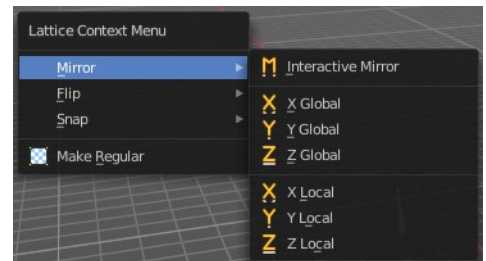 Lattice Context Menu
Mirror
Flip
Snap
Make Regular
M Interactive Mirror
X X Global
Y Y Global
Z Z Global
X X Local
Y Y Local
Z Z Local